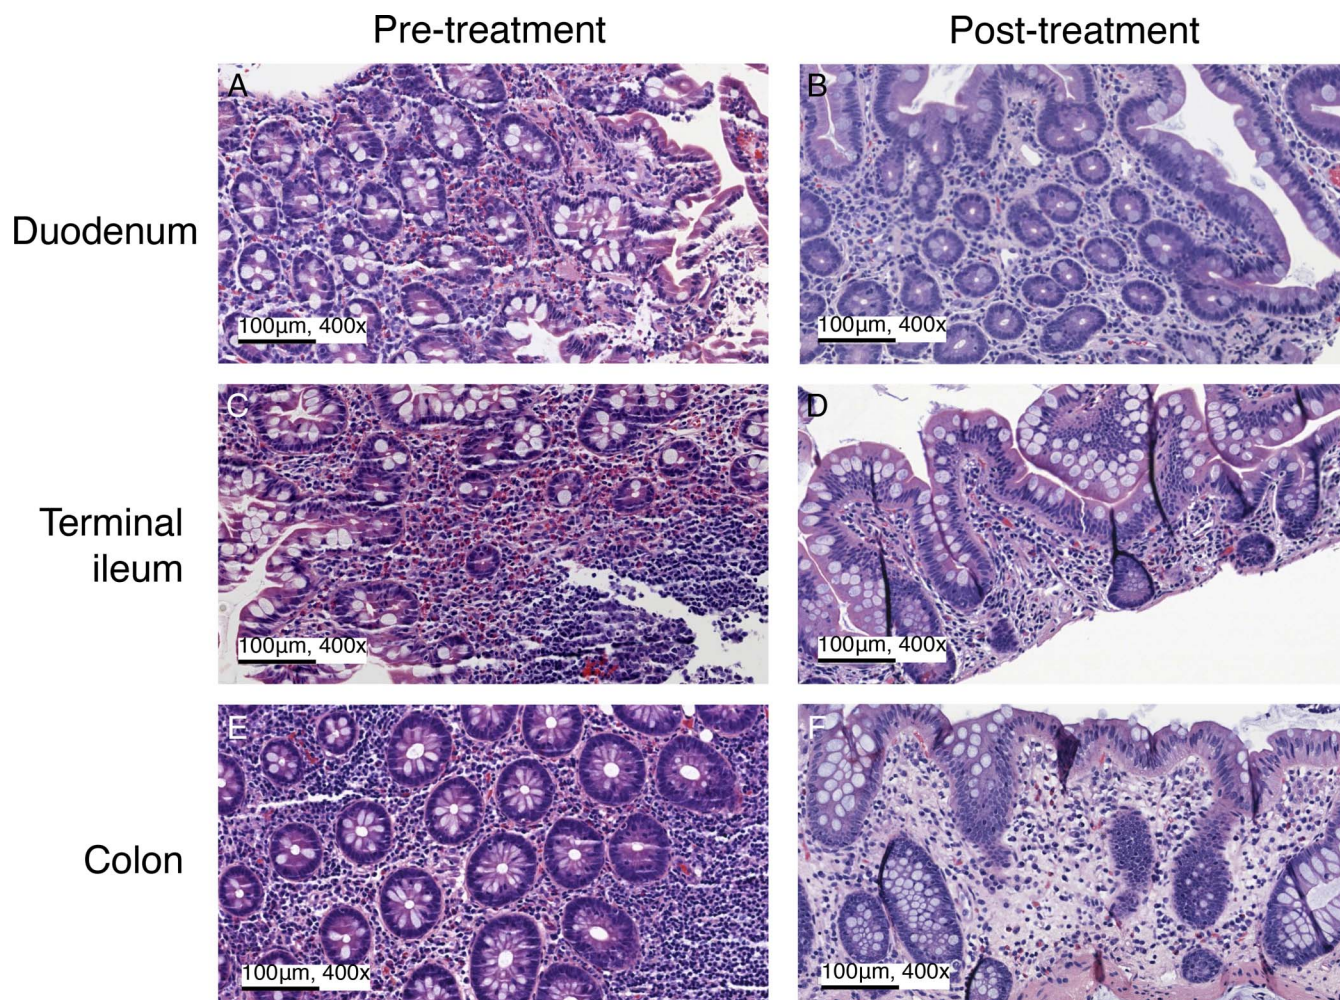 Pre-treatment
Post-treatment
Duodenum
A
100µm, 400x
B
100µm, 400x
Terminal
ileum
C
100µm, 400x
D
100µm, 400x
Colon
E
100µm, 400x
F
100µm, 400x